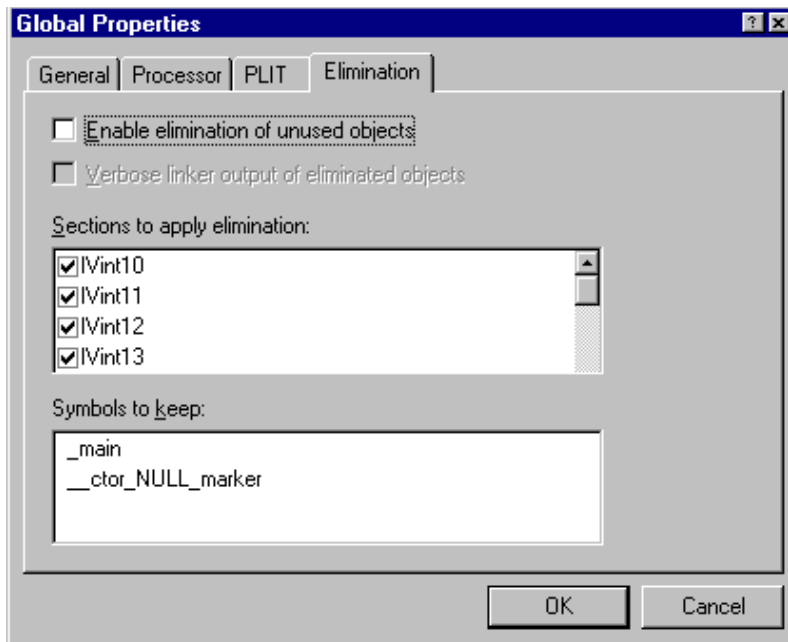 Global Properties
General Processor PLIT Elimination
Enable elimination of unused objects
Verbose linker output of eliminated objects
Sections to apply elimination:
IVint10
IVint11
IVint12
IVint13
Symbols to keep:
_main
__ctor_NULL_marker
OK Cancel